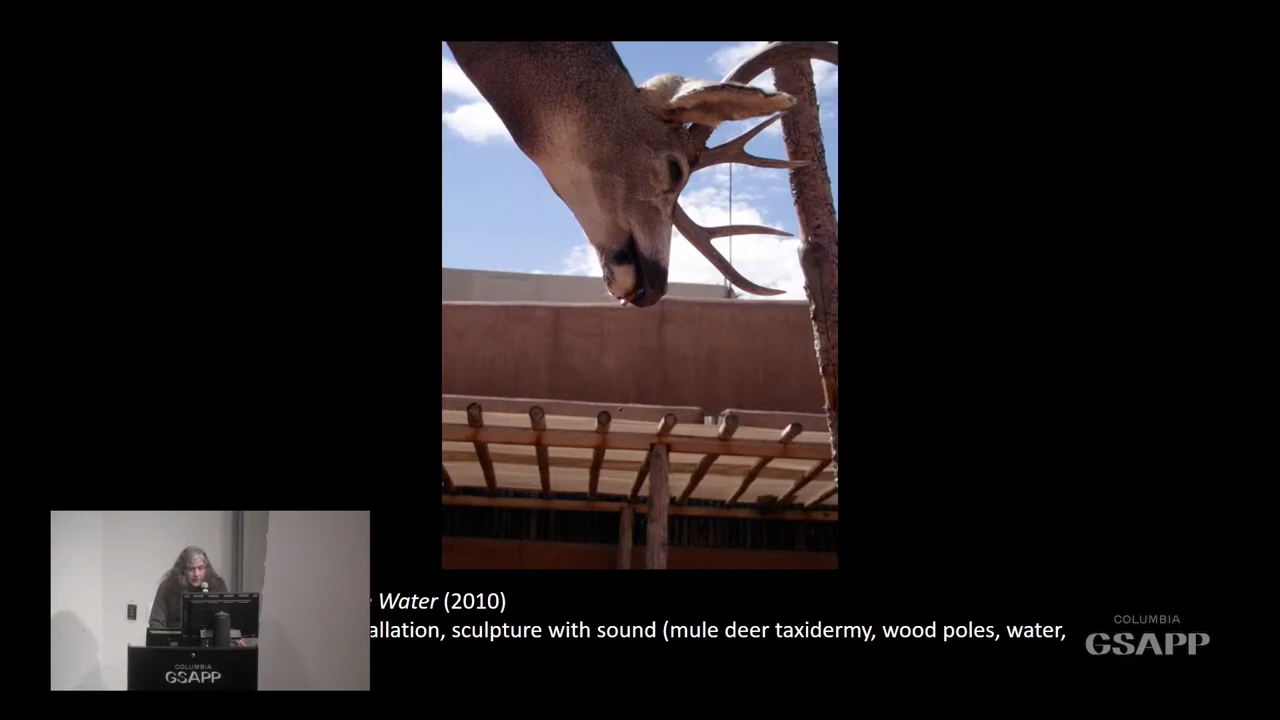 Water (2010)
allation, sculpture with sound (mule deer taxidermy, wood poles, water,
COLUMBIA
GSAPP
COLUMBIA
GSAPP